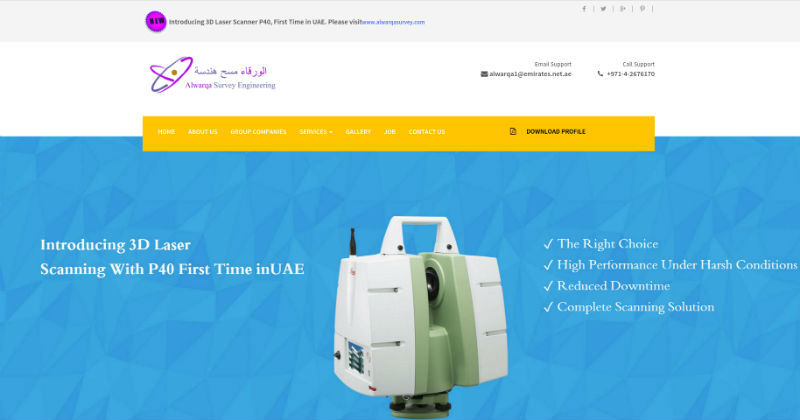 NEW
Introducing 3D Laser Scanner P40, First Time in UAE. Please visit www.alwarqasurvey.com
الورقاء مسح هندسة
Alwarqa Survey Engineering
Email Support
alwarqa1@emirates.net.ae
Call Support
+971-4-2676170
HOME ABOUT US GROUP COMPANIES SERVICES GALLERY JOB CONTACT US DOWNLOAD PROFILE
Introducing 3D Laser
Scanning With P40 First Time inUAE
The Right Choice
High Performance Under Harsh Conditions
Reduced Downtime
Complete Scanning Solution